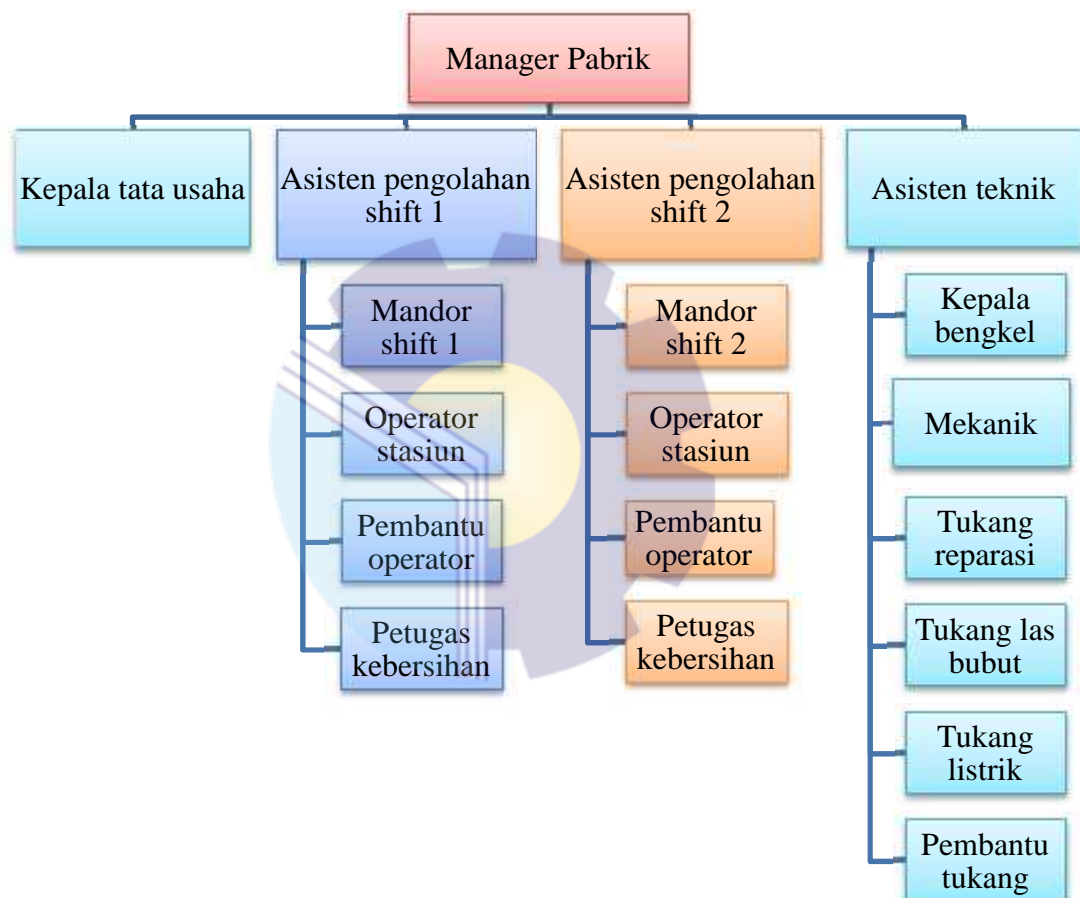 Manager Pabrik
Kepala tata usaha
Asisten pengolahan
shift 1
Asisten pengolahan
shift 2
Asisten teknik
Mandor
shift 1
Operator
stasiun
Pembantu
operator
Petugas
kebersihan
Mandor
shift 2
Operator
stasiun
Pembantu
operator
Petugas
kebersihan
Kepala
bengkel
Mekanik
Tukang
reparasi
Tukang las
bubut
Tukang
listrik
Pembantu
tukang